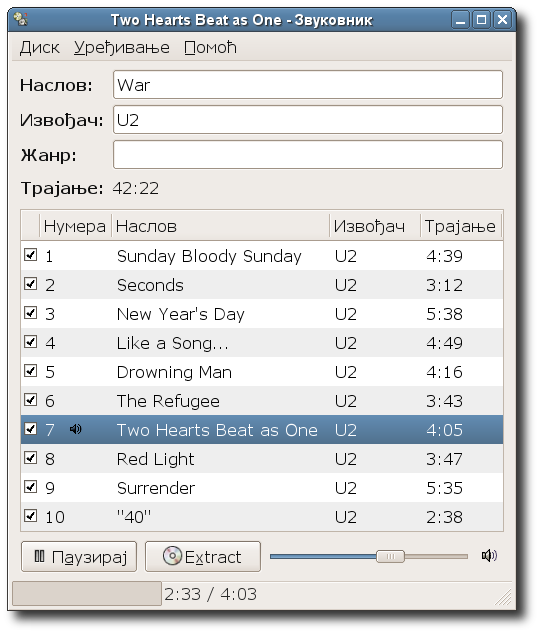 Two Hearts Beat as One - Звуковник
Диск Уређивање Помоћ
Наслов: War
Извођач: U2
Жанр:
Трајање: 42:22
Нумера Наслов Извођач Трајање
1 Sunday Bloody Sunday U2 4:39
2 Seconds U2 3:12
3 New Year's Day U2 5:38
4 Like a Song... U2 4:49
5 Drowning Man U2 4:16
6 The Refugee U2 3:43
7 Two Hearts Beat as One U2 4:05
8 Red Light U2 3:47
9 Surrender U2 5:35
10 "40" U2 2:38
Паузирај Extract
2:33 / 4:03